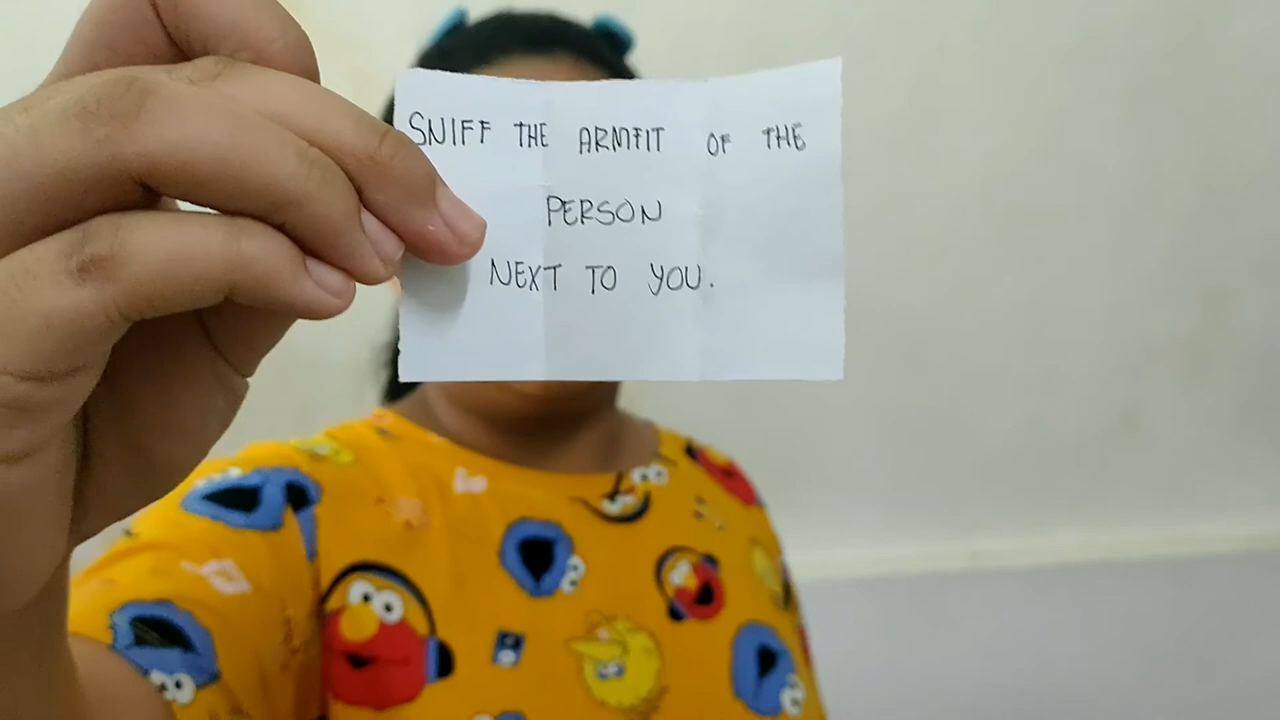 SNIFF THE ARMPIT OF THE
PERSON
NEXT TO YOU.